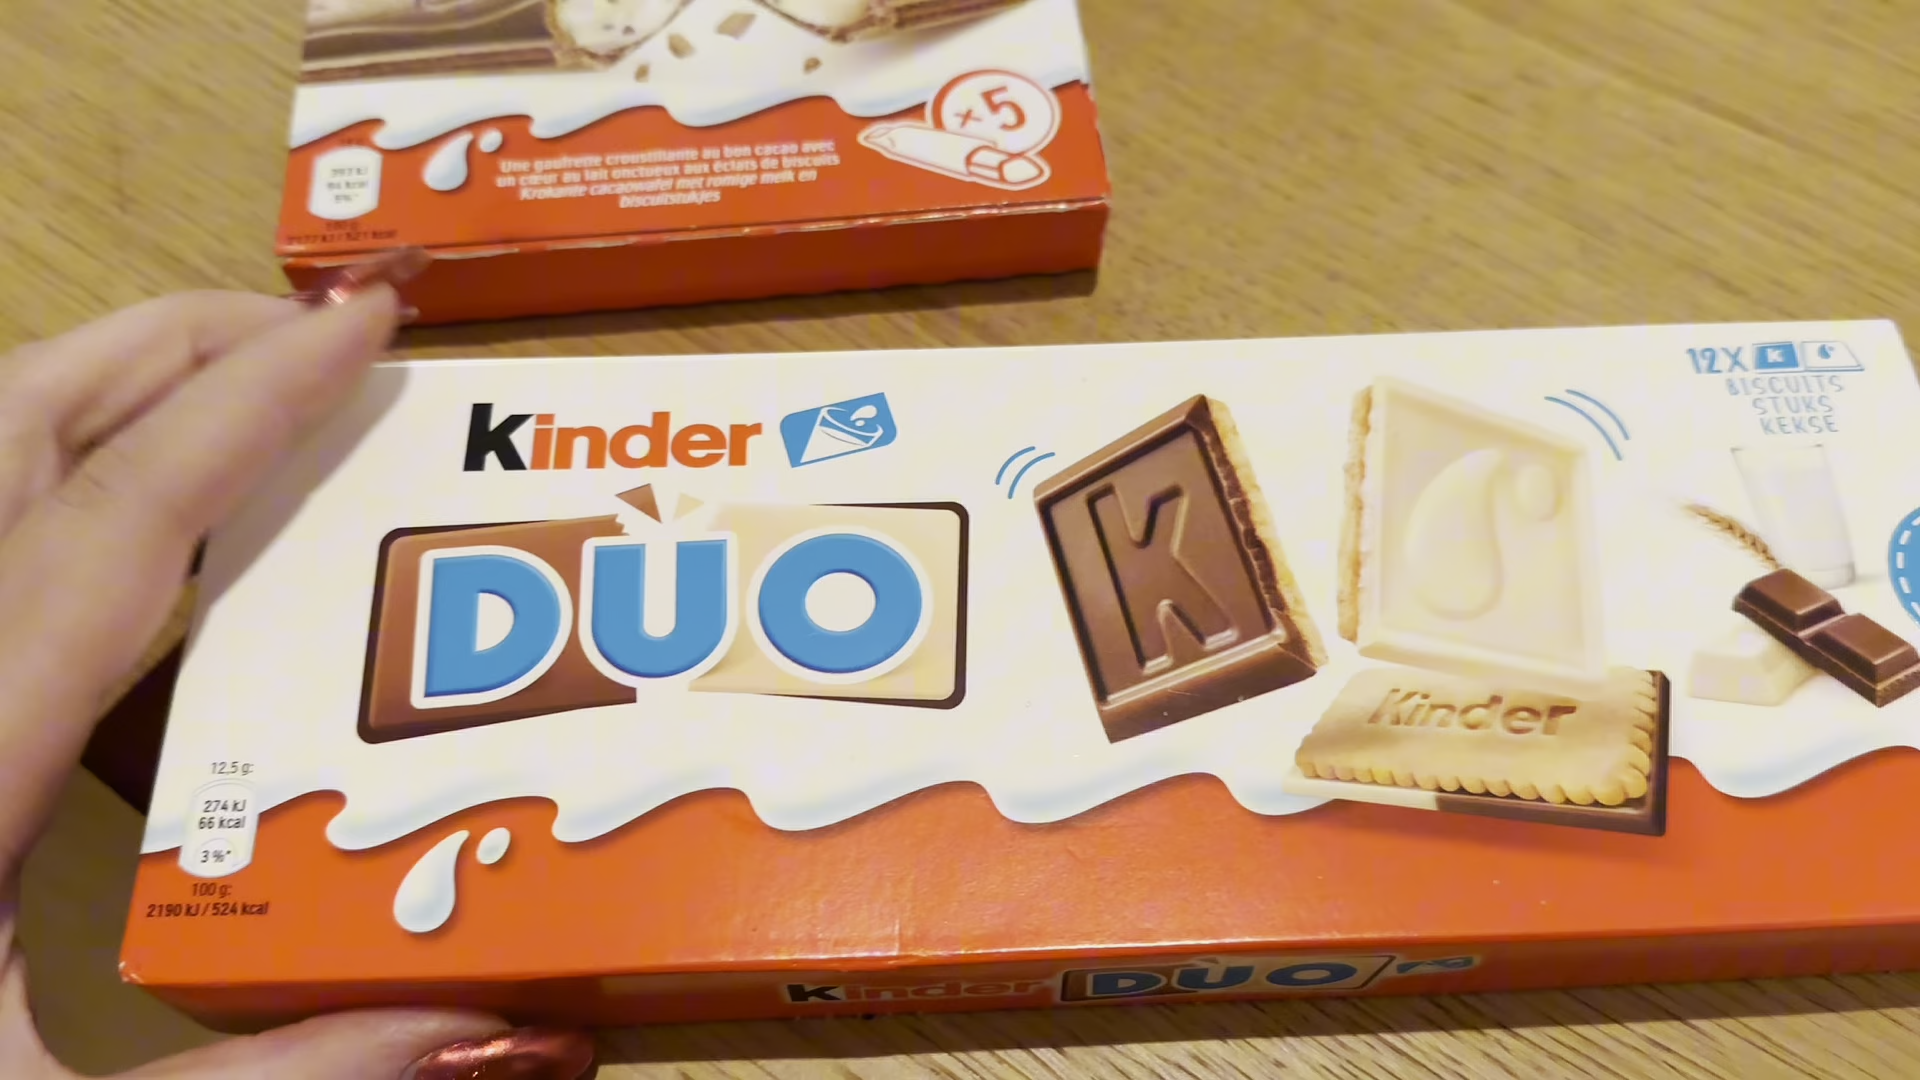 x5
Une gaufrette croustillante au bon cacao avec
un cœur au lait onctueux aux éclats de biscuits
Krokante cacaowafel met romige melk en
biscuitstukjes
Kinder
DUO
K
Kinder
12X K
BISCUITS
STUKS
KEKSE
12,5 g:
274 kJ
66 kcal
3 %*
100 g:
2190 kJ / 524 kcal
Kinder DUO